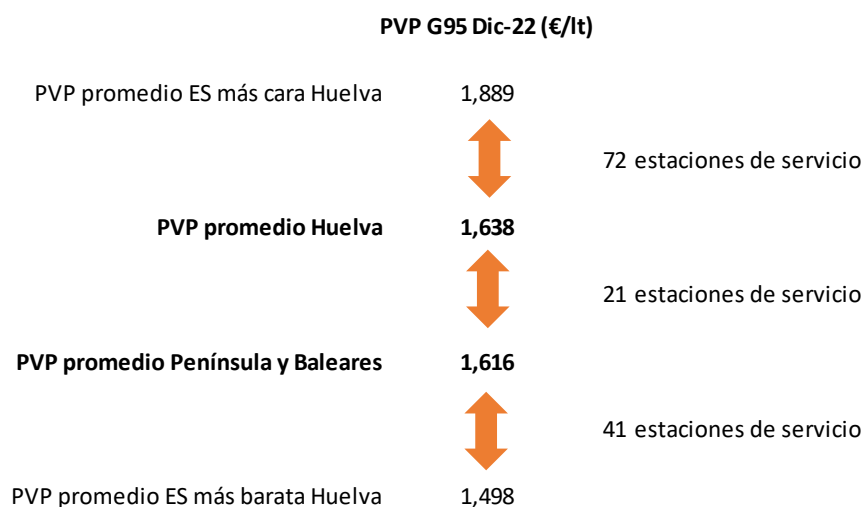 PVP G95 Dic-22 (€/lt)
PVP promedio ES más cara Huelva 1,889
72 estaciones de servicio
PVP promedio Huelva 1,638
21 estaciones de servicio
PVP promedio Península y Baleares 1,616
41 estaciones de servicio
PVP promedio ES más barata Huelva 1,498